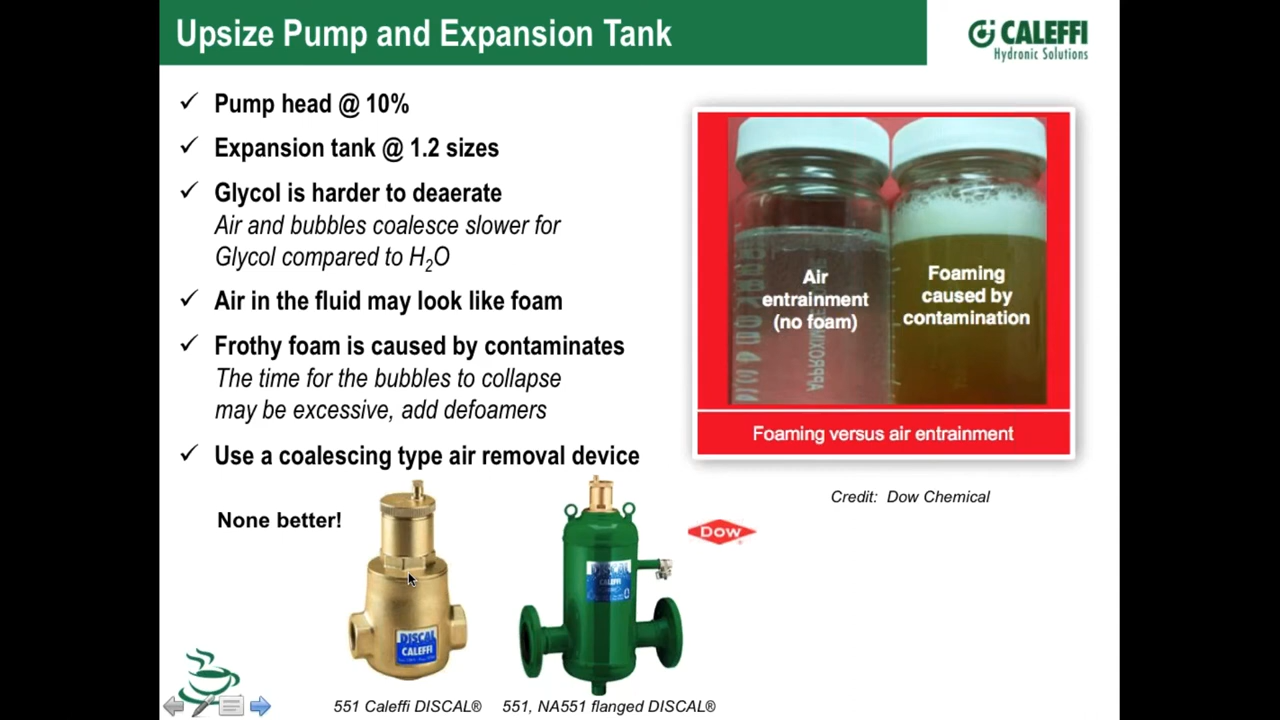 Upsize Pump and Expansion Tank
CALEFFI
Hydronic Solutions
✓ Pump head @ 10%
✓ Expansion tank @ 1.2 sizes
✓ Glycol is harder to deaerate
Air and bubbles coalesce slower for
Glycol compared to H₂O
✓ Air in the fluid may look like foam
✓ Frothy foam is caused by contaminates
The time for the bubbles to collapse
may be excessive, add defoamers
✓ Use a coalescing type air removal device
None better!
Air
entrainment
(no foam)
Foaming
caused by
contamination
Foaming versus air entrainment
Credit: Dow Chemical
Dow
DISCAL
CALEFFI
DISCAL
CALEFFI
551 Caleffi DISCAL®
551, NA551 flanged DISCAL®